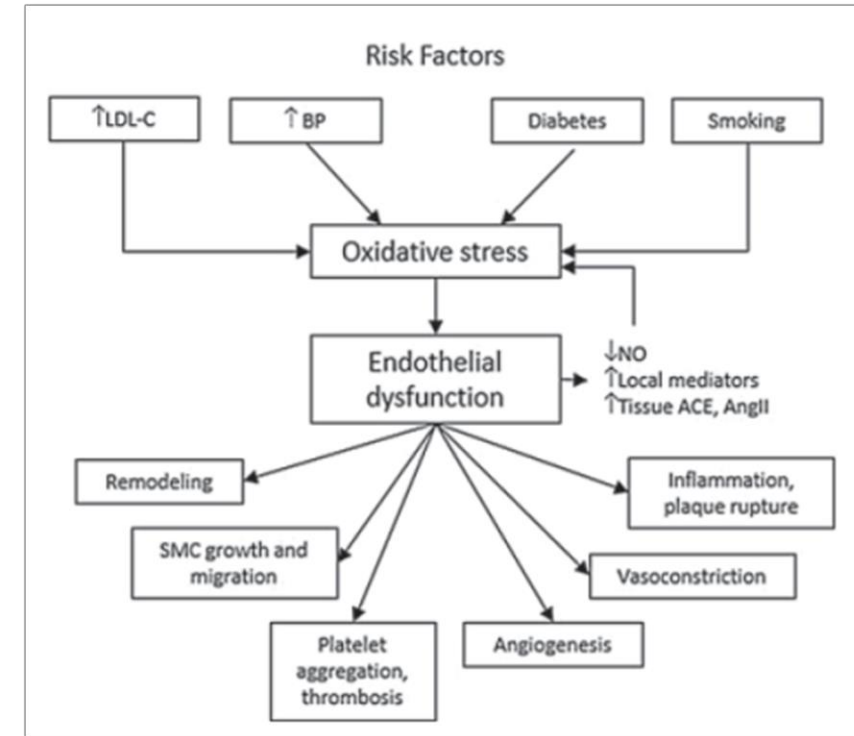 Risk Factors
↑LDL-C
↑ BP
Diabetes
Smoking
Oxidative stress
Endothelial
dysfunction
↓NO
↑Local mediators
↑Tissue ACE, AngII
Remodeling
Inflammation,
plaque rupture
SMC growth and
migration
Vasoconstriction
Platelet
aggregation,
thrombosis
Angiogenesis